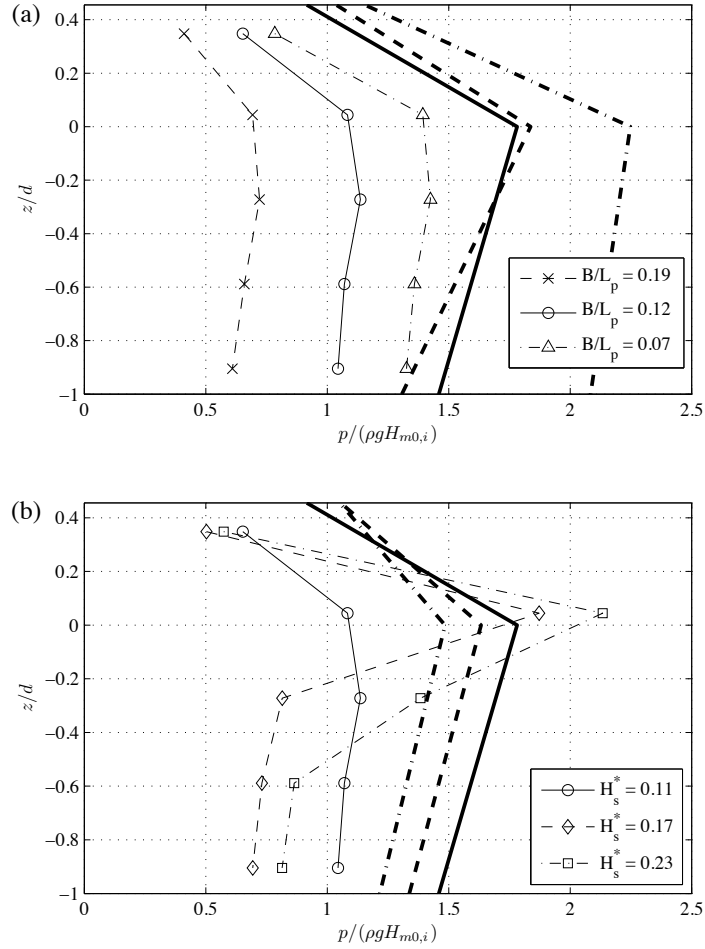 (a)
0.4
0.2
0
−0.2
−0.4
−0.6
−0.8
−1
z/d
B/L_p = 0.19
B/L_p = 0.12
B/L_p = 0.07
0 0.5 1 1.5 2 2.5
p/(ρgH_{m0,i})
(b)
0.4
0.2
0
−0.2
−0.4
−0.6
−0.8
−1
z/d
H_s^* = 0.11
H_s^* = 0.17
H_s^* = 0.23
0 0.5 1 1.5 2 2.5
p/(ρgH_{m0,i})